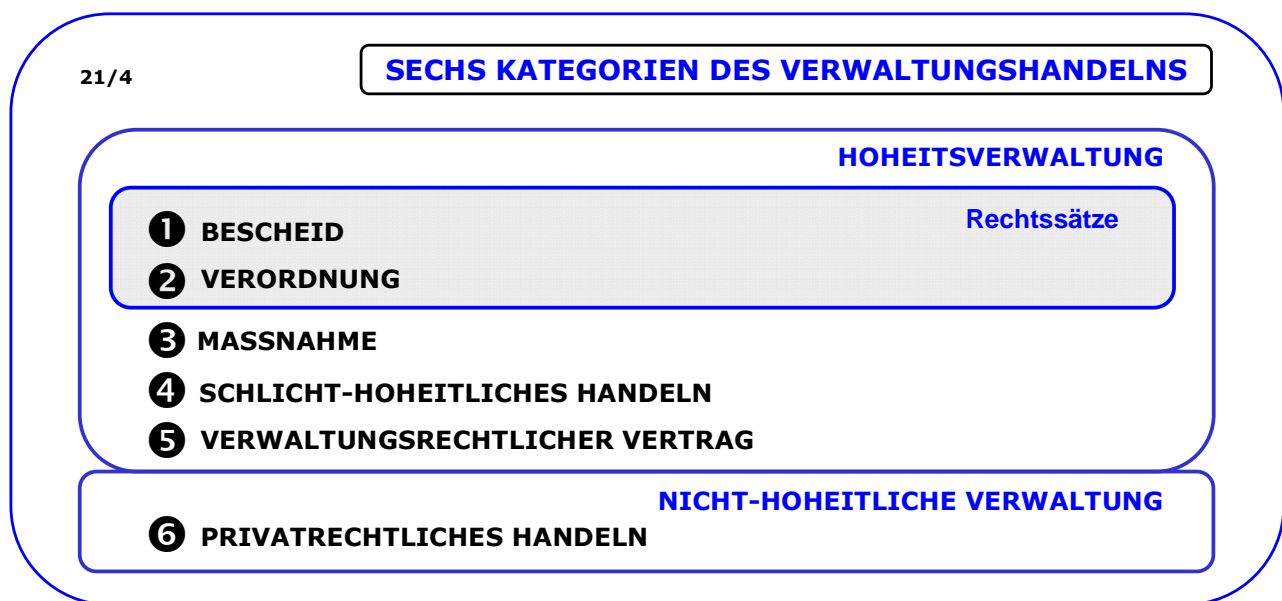 21/4
SECHS KATEGORIEN DES VERWALTUNGSHANDELNS
HOHEITSVERWALTUNG
Rechtssätze
❶ BESCHEID
❷ VERORDNUNG
❸ MASSNAHME
❹ SCHLICHT-HOHEITLICHES HANDELN
❺ VERWALTUNGSRECHTLICHER VERTRAG
NICHT-HOHEITLICHE VERWALTUNG
❻ PRIVATRECHTLICHES HANDELN